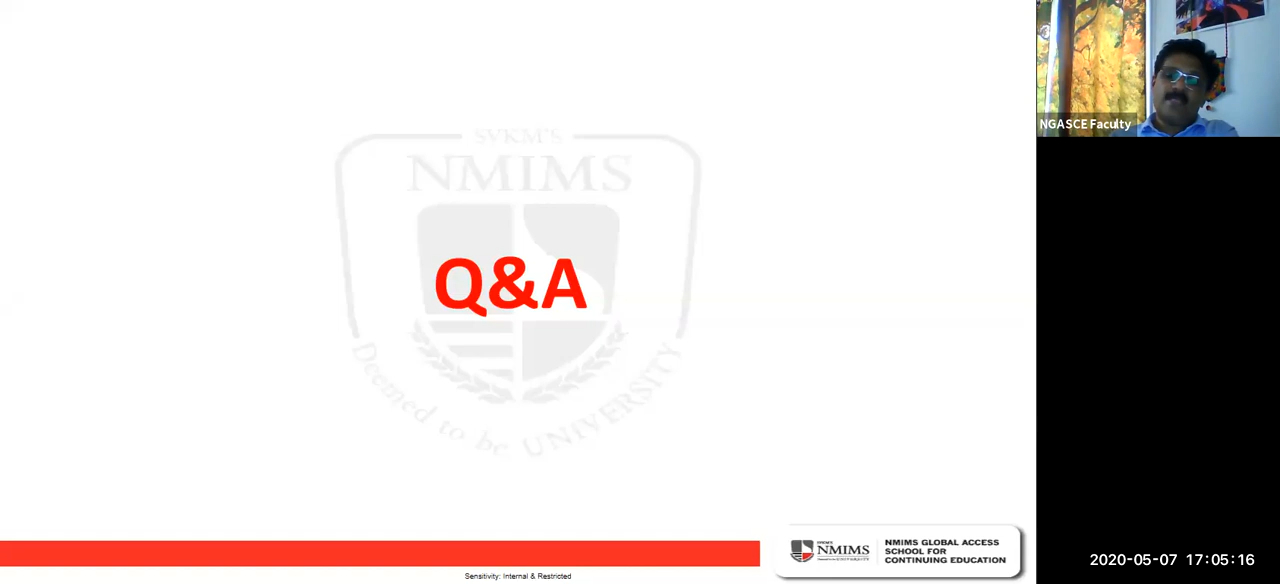 SVKM'S
NMIMS
Q&A
Deemed to be UNIVERSITY
NGASCE Faculty
NMIMS
NMIMS GLOBAL ACCESS
SCHOOL FOR
CONTINUING EDUCATION
Sensitivity: Internal & Restricted
2020-05-07 17:05:16